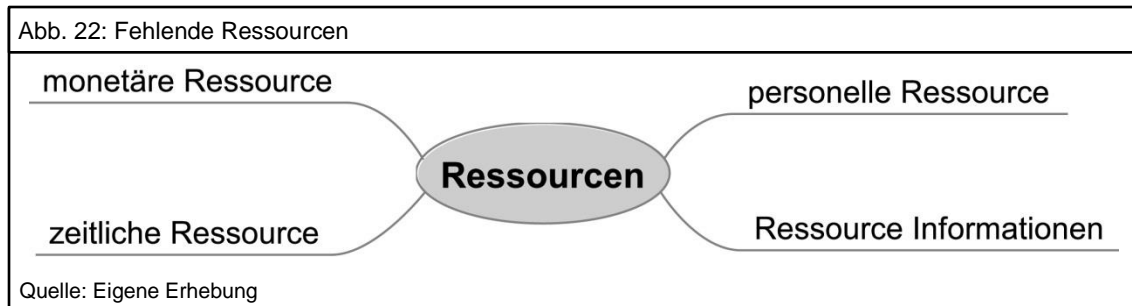 Abb. 22: Fehlende Ressourcen
monetäre Ressource
personelle Ressource
Ressourcen
zeitliche Ressource
Ressource Informationen
Quelle: Eigene Erhebung